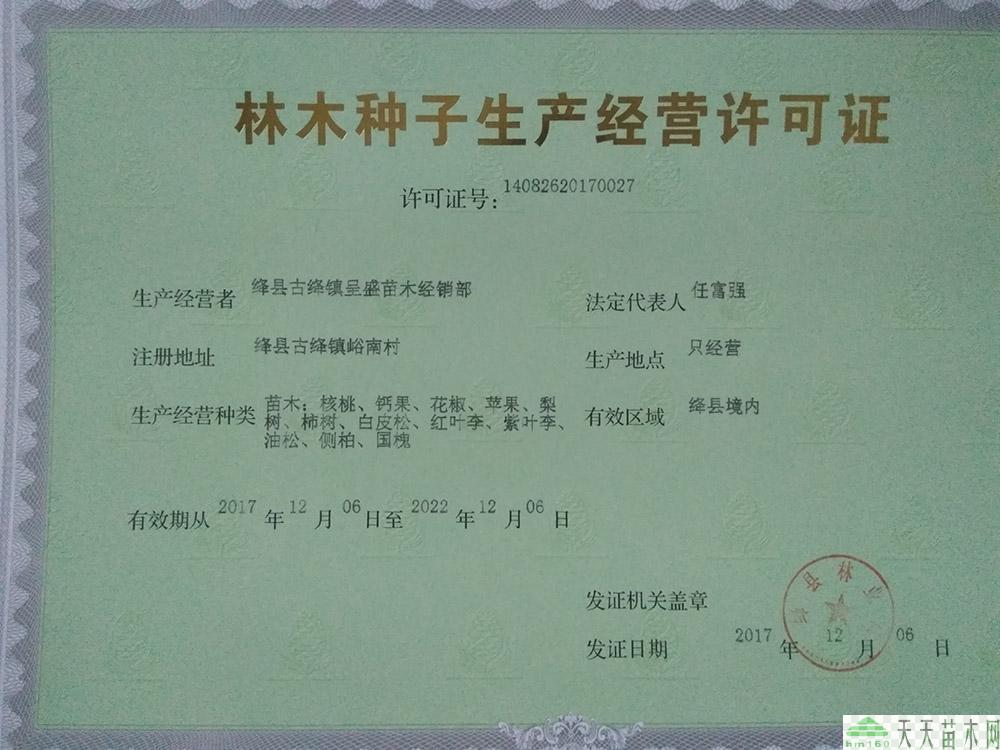 林木种子生产经营许可证
许可证号：14082620170027
生产经营者 绛县古绛镇呈盛苗木经销部 法定代表人 任富强
注册地址 绛县古绛镇峪南村 生产地点 只经营
生产经营种类 苗木：核桃、钙果、花椒、苹果、梨
树、柿树、白皮松、红叶李、紫叶李、
油松、侧柏、国槐
有效区域 绛县境内
有效期从 2017 年 12 月 06 日至 2022 年 12 月 06 日
发证机关盖章
县林
发证日期 2017 年 12 月 06 日
天天苗木网
hm160